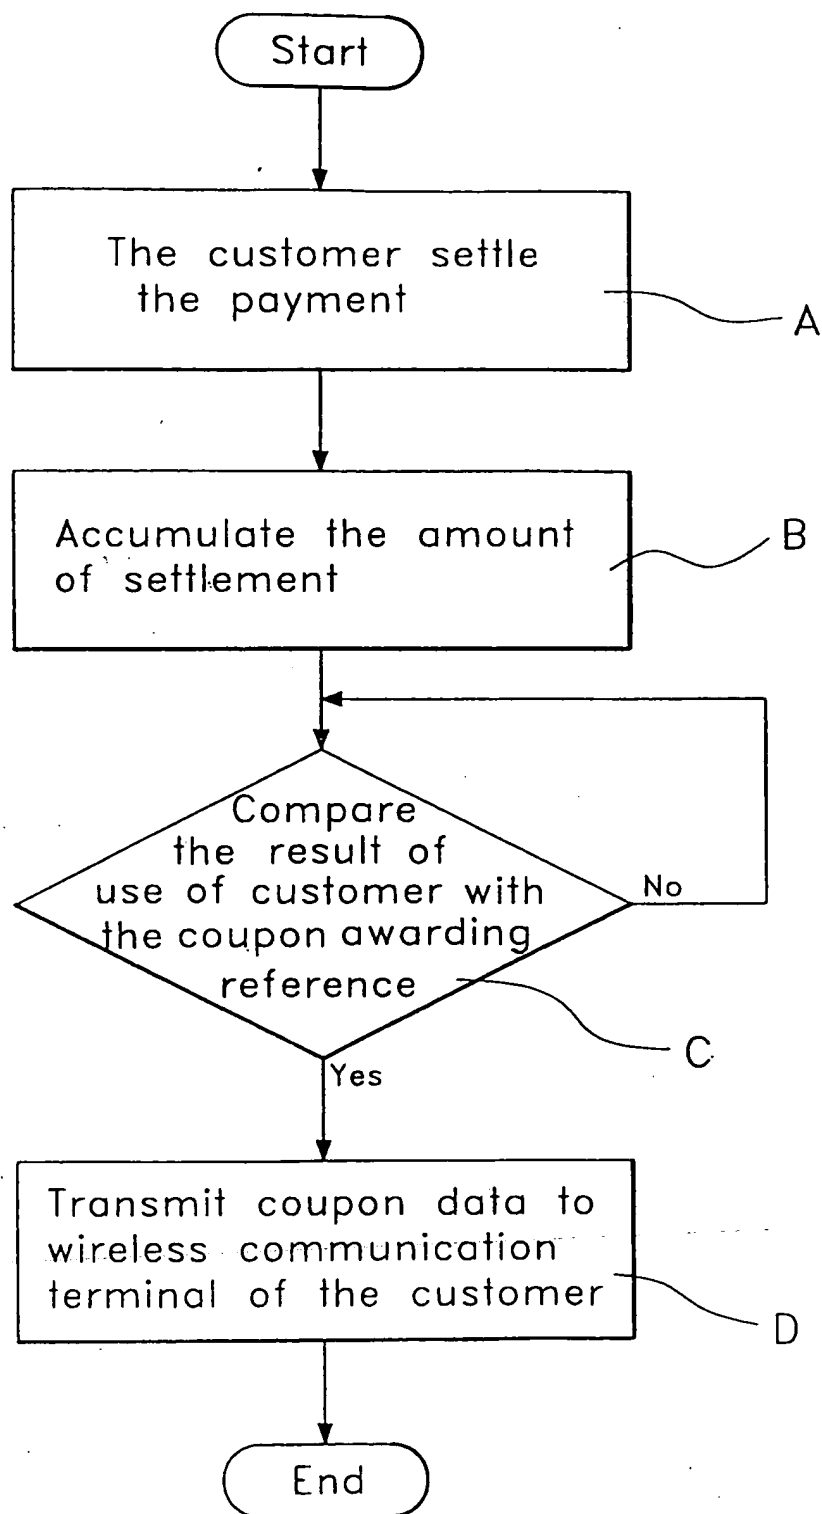 Start
The customer settle
the payment
A
Accumulate the amount
of settlement
B
Compare
the result of
use of customer with
the coupon awarding
reference
No
C
Yes
Transmit coupon data to
wireless communication
terminal of the customer
D
End